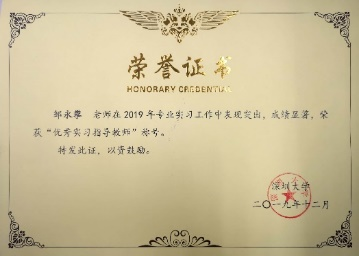 荣誉证书
HONORARY CREDENTIAL
邹永攀 老师在2019年专业实习工作中表现突出，成绩显著，荣
获“优秀实习指导教师”称号。
特发此证，以资鼓励。
深圳大学
二〇一九年十二月